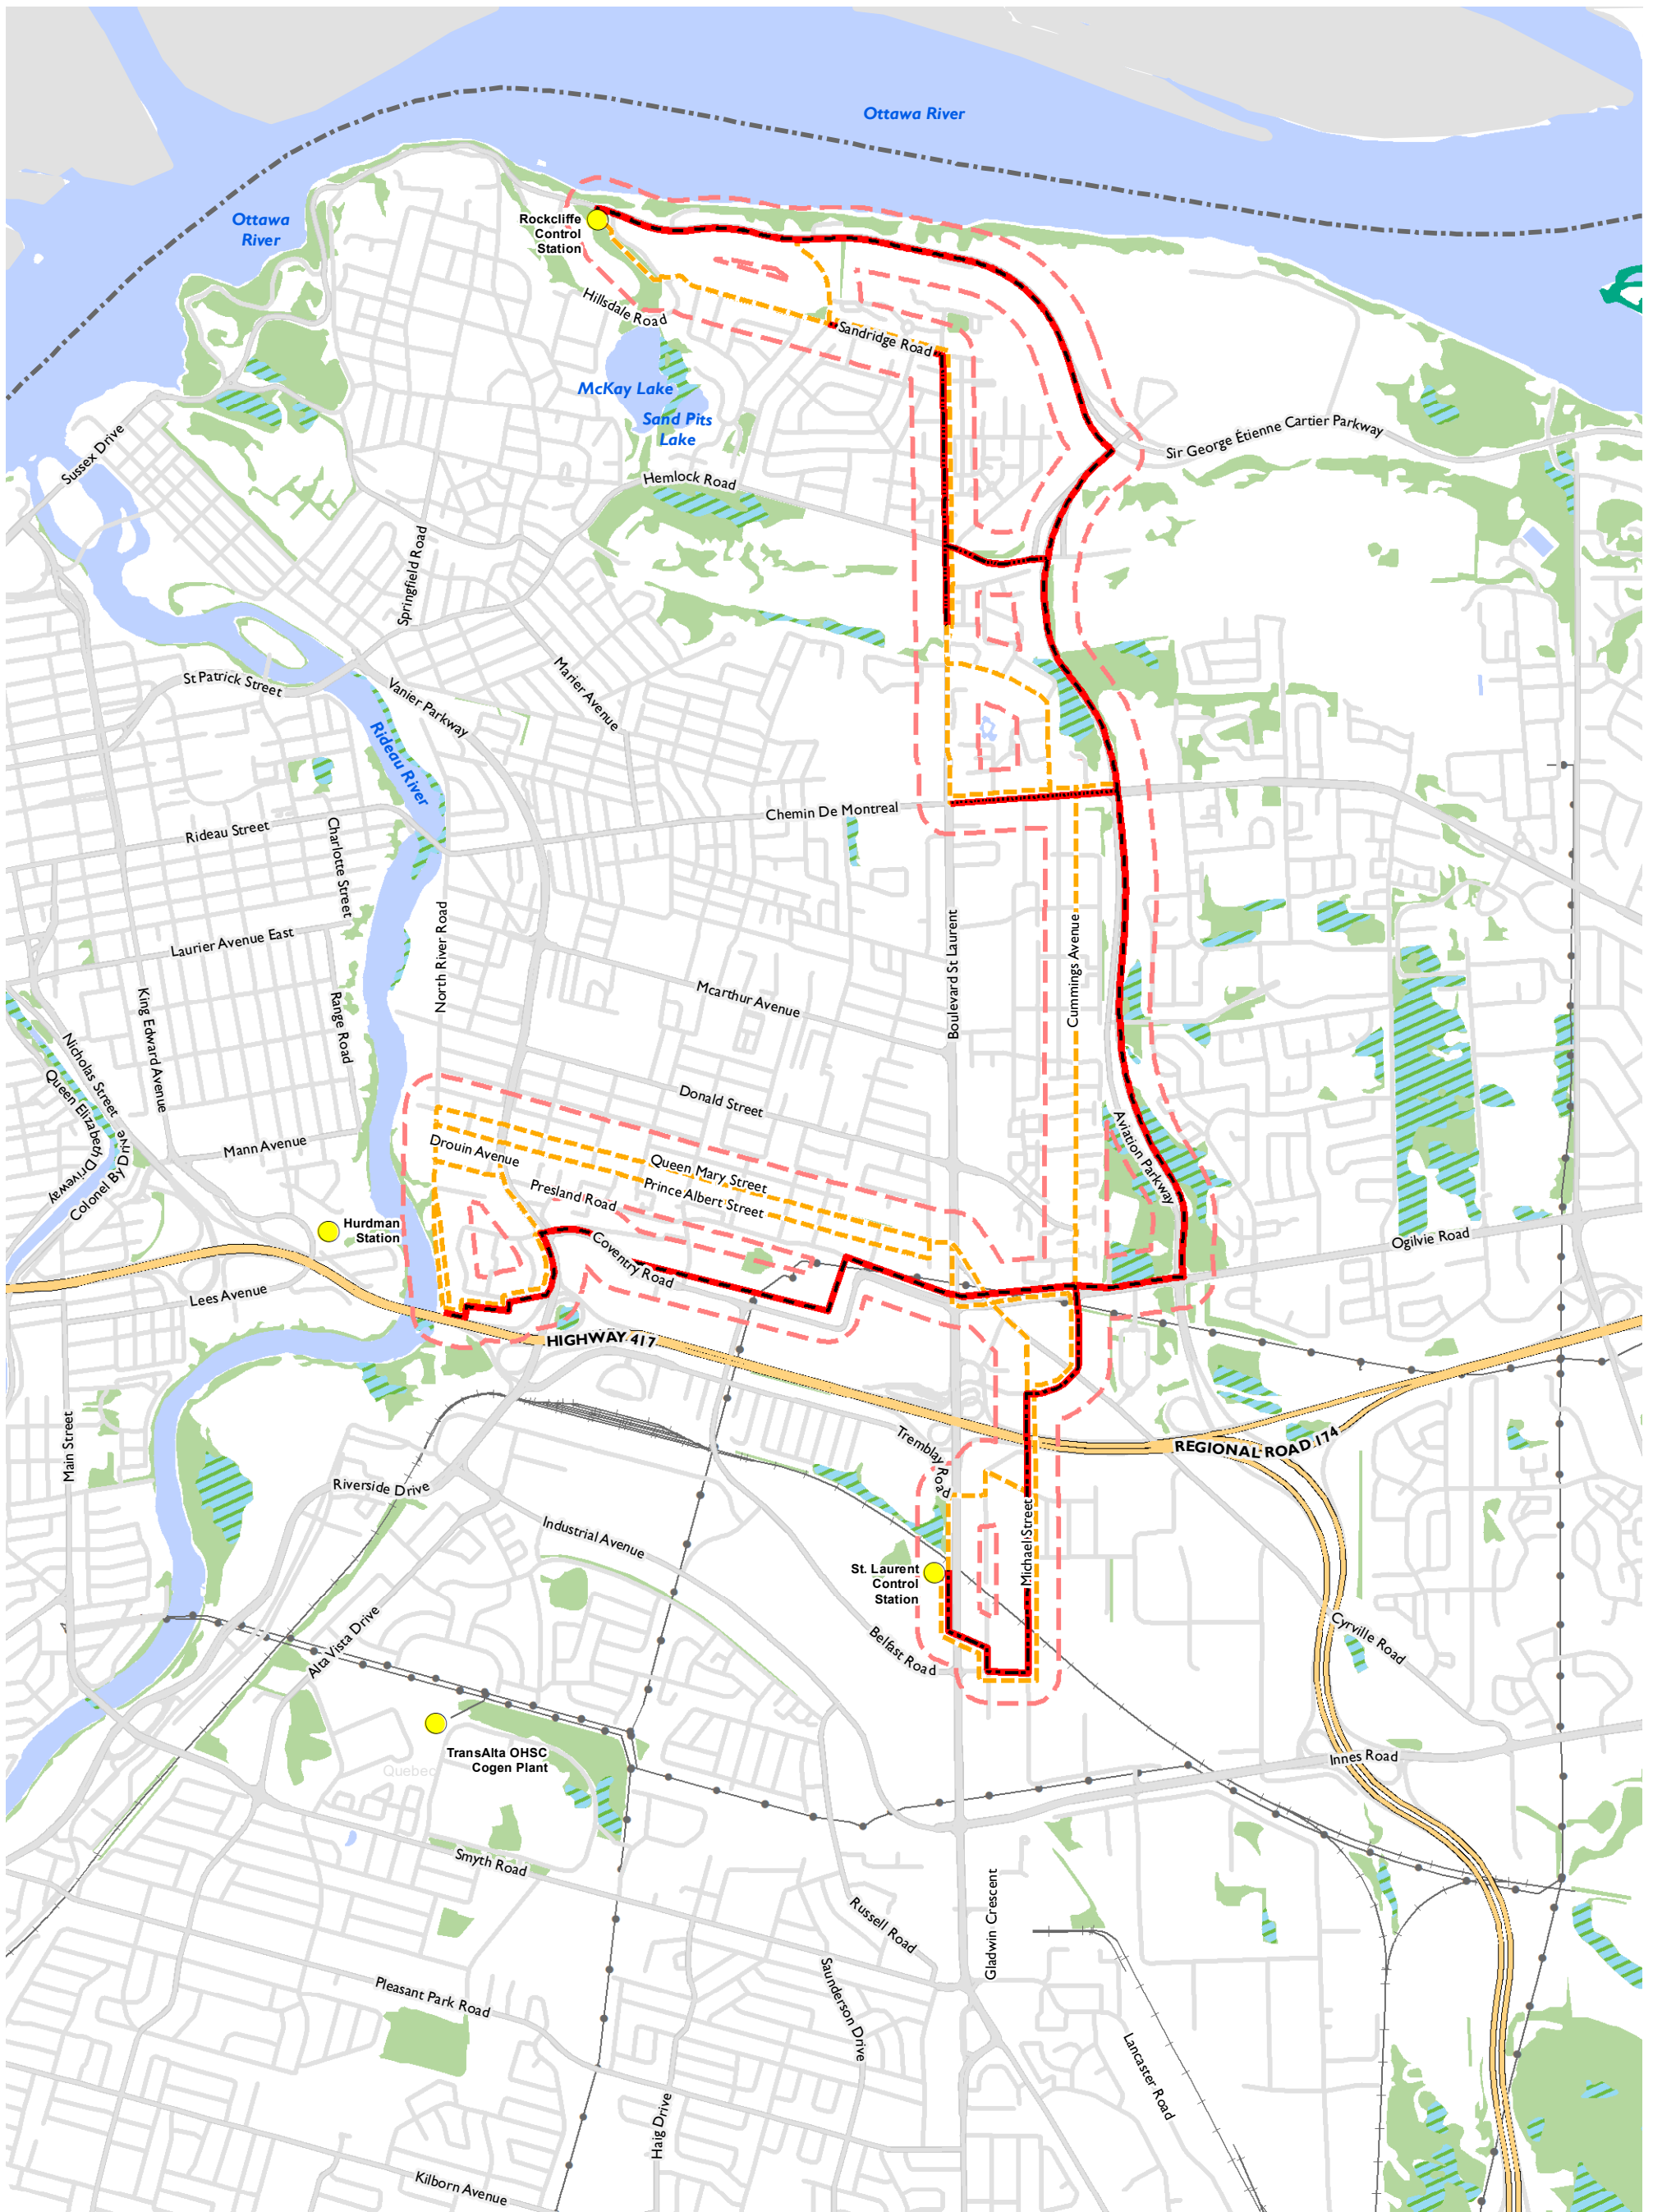 Ottawa River
Ottawa
River
Rockcliffe
Control
Station
Hillsdale Road
Sandridge Road
McKay Lake
Sand Pits
Lake
Sir George Étienne Cartier Parkway
Sussex Drive
Hemlock Road
Springfield Road
St Patrick Street
Vanier Parkway
Marier Avenue
Rideau River
Chemin De Montreal
Rideau Street
Charlotte Street
Laurier Avenue East
North River Road
Boulevard St Laurent
Cummings Avenue
King Edward Avenue
Range Road
Mcarthur Avenue
Nicholas Street
Queen Elizabeth Driveway
Colonel By Drive
Donald Street
Mann Avenue
Drouin Avenue
Queen Mary Street
Prince Albert Street
Presland Road
Aviation Parkway
Hurdman
Station
Coventry Road
Ogilvie Road
Lees Avenue
HIGHWAY 417
Main Street
Tremblay Road
REGIONAL ROAD 174
Riverside Drive
Industrial Avenue
Michael Street
St. Laurent
Control
Station
Alta Vista Drive
Belfast Road
Cyrville Road
TransAlta OHSC
Cogen Plant
Quebec
Innes Road
Smyth Road
Russell Road
Gladwin Crescent
Pleasant Park Road
Saunderson Drive
Lancaster Road
Haig Drive
Kilborn Avenue